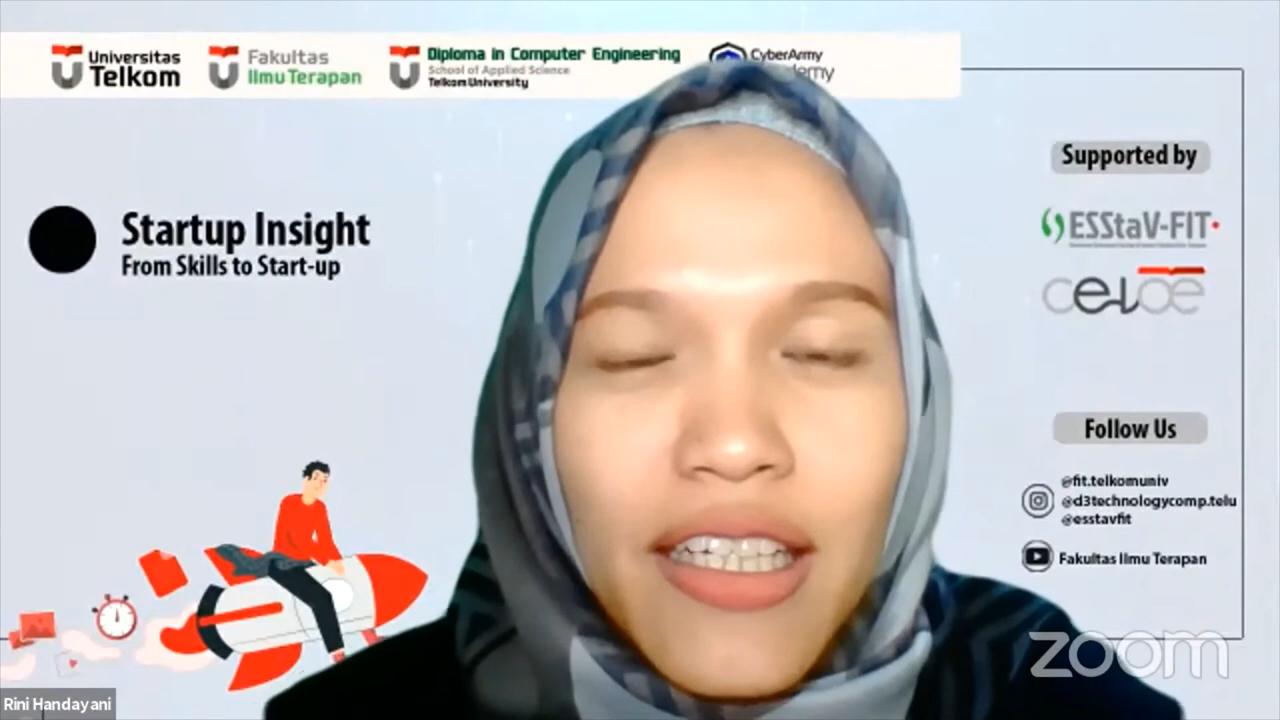 Universitas
Telkom
Fakultas
Ilmu Terapan
Diploma in Computer Engineering
School of Applied Science
Telkom University
CyberArmy
Supported by
Startup Insight
From Skills to Start-up
ESStaV-FIT
celoe
Follow Us
@fit.telkomuniv
@d3technologycomp.telu
@esstavfit
Fakultas Ilmu Terapan
zoom
Rini Handayani